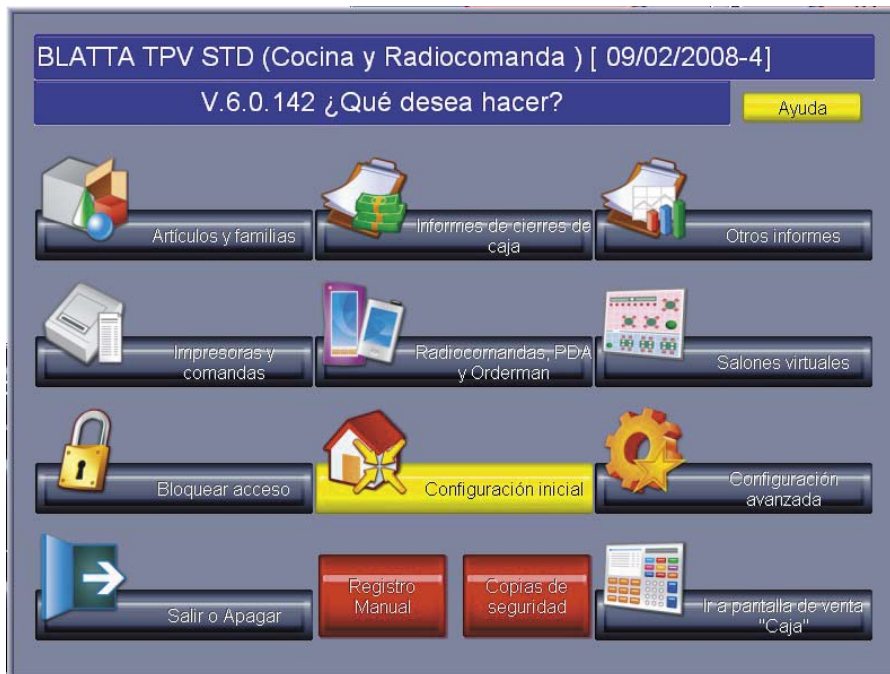 BLATTA TPV STD (Cocina y Radiocomanda ) [ 09/02/2008-4]
V.6.0.142 ¿Qué desea hacer?
Ayuda
Artículos y familias
Informes de cierres de
caja
Otros informes
Impresoras y
comandas
Radiocomandas, PDA
y Orderman
Salones virtuales
Bloquear acceso
Configuración inicial
Configuración
avanzada
Salir o Apagar
Registro
Manual
Copias de
seguridad
Ir a pantalla de venta
"Caja"